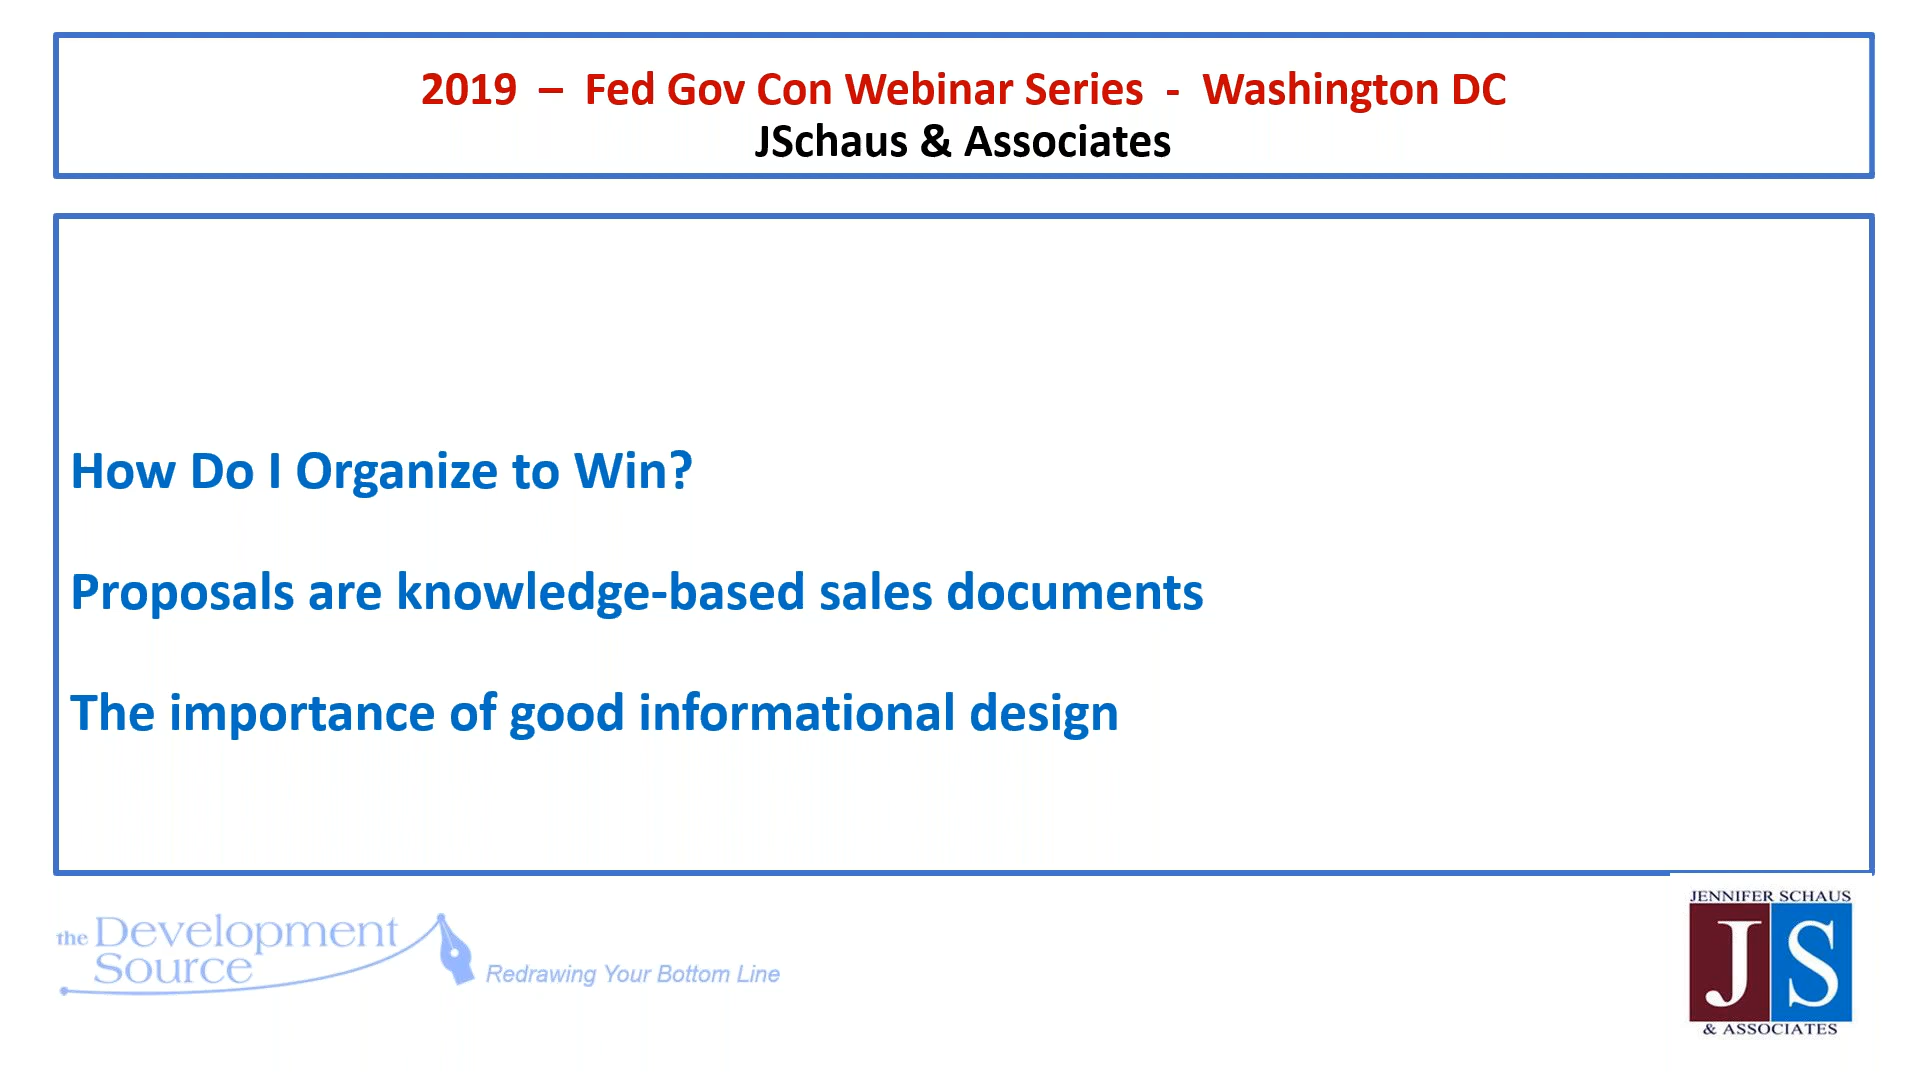 2019 – Fed Gov Con Webinar Series - Washington DC
JSchaus & Associates
How Do I Organize to Win?
Proposals are knowledge-based sales documents
The importance of good informational design
the Development
Source
Redrawing Your Bottom Line
JENNIFER SCHAUS
JS
& ASSOCIATES